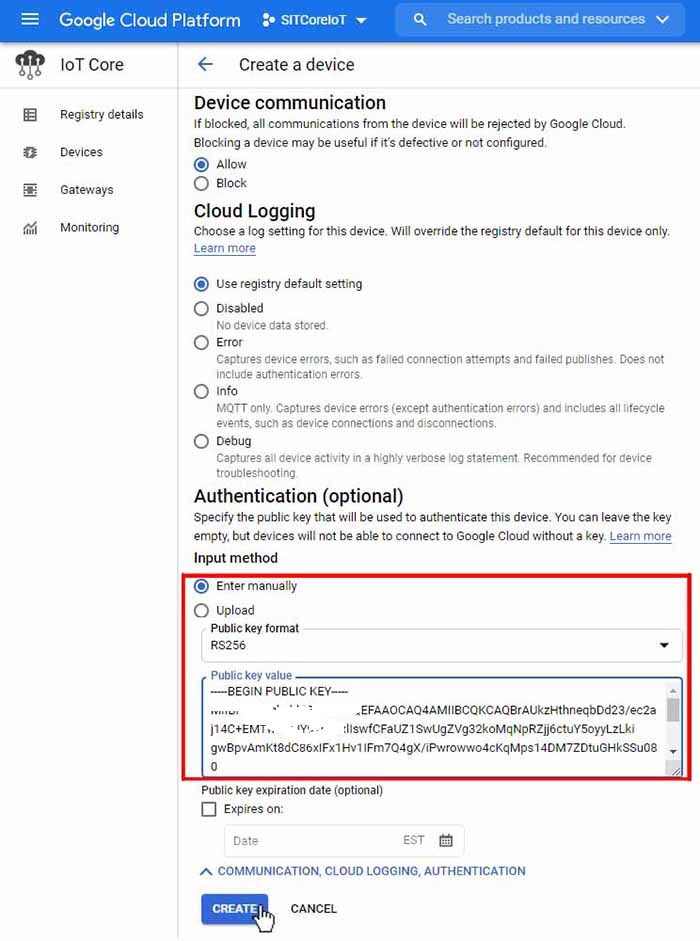 Google Cloud Platform
SITCoreIoT
Search products and resources
IoT Core
Create a device
Registry details
Devices
Gateways
Monitoring
Device communication
If blocked, all communications from the device will be rejected by Google Cloud.
Blocking a device may be useful if it's defective or not configured.
Allow
Block
Cloud Logging
Choose a log setting for this device. Will override the registry default for this device only.
Learn more
Use registry default setting
Disabled
No device data stored.
Error
Captures device errors, such as failed connection attempts and failed publishes. Does not
include authentication errors.
Info
MQTT only. Captures device errors (except authentication errors) and includes all lifecycle
events, such as device connections and disconnections.
Debug
Captures all device activity in a highly verbose log statement. Recommended for device
troubleshooting.
Authentication (optional)
Specify the public key that will be used to authenticate this device. You can leave the key
empty, but devices will not be able to connect to Google Cloud without a key. Learn more
Input method
Enter manually
Upload
Public key format
RS256
Public key value
-----BEGIN PUBLIC KEY-----
EFAAOCAQ4AMIIBCQKCAQBrAUkzHthneqbDd23/ec2a
j14C+EMT IIswfCFaUZ1SwUgZVg32koMqNpRZjj6ctuY5oyyLzLki
gwBpvAmKt8dC86xIFx1Hv1IFm7Q4gX/iPwrowwo4cKqMps14DM7ZDtuGHkSSu08
0
Public key expiration date (optional)
Expires on:
Date EST
COMMUNICATION, CLOUD LOGGING, AUTHENTICATION
CREATE CANCEL